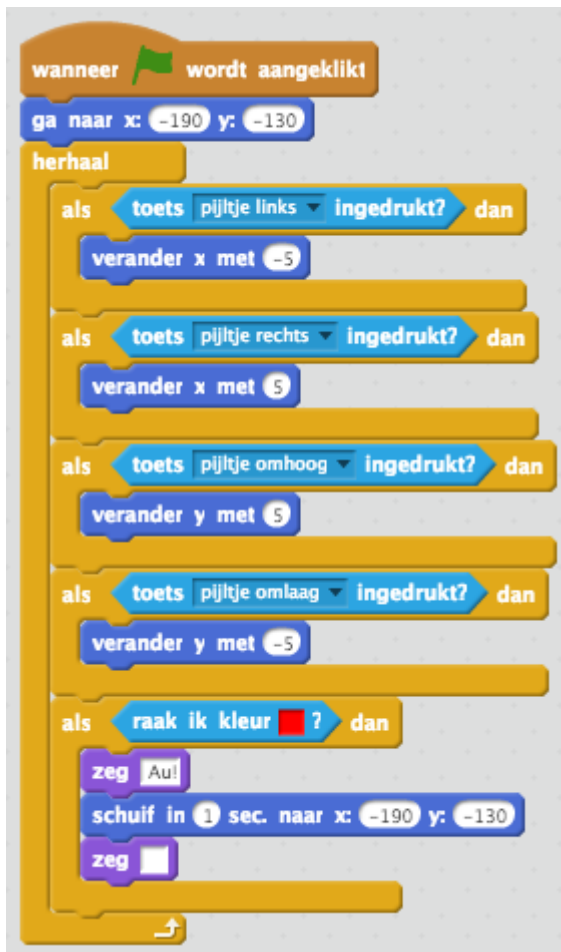 wanneer wordt aangeklikt
ga naar x: -190 y: -130
herhaal
als toets pijltje links ingedrukt? dan
verander x met -5
als toets pijltje rechts ingedrukt? dan
verander x met 5
als toets pijltje omhoog ingedrukt? dan
verander y met 5
als toets pijltje omlaag ingedrukt? dan
verander y met -5
als raak ik kleur ? dan
zeg Au!
schuif in 1 sec. naar x: -190 y: -130
zeg